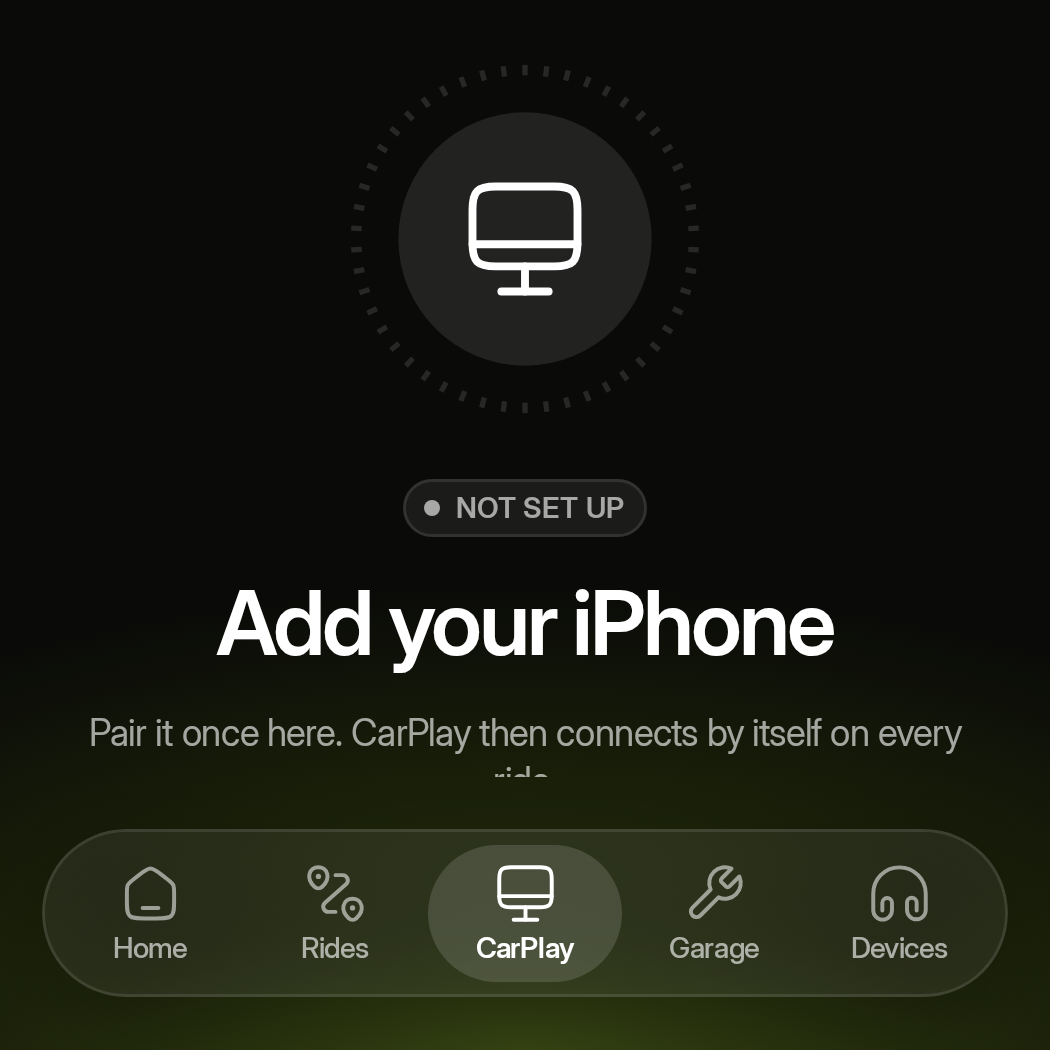 NOT SET UP
Add your iPhone
Pair it once here. CarPlay then connects by itself on every
ride.
Home
Rides
CarPlay
Garage
Devices